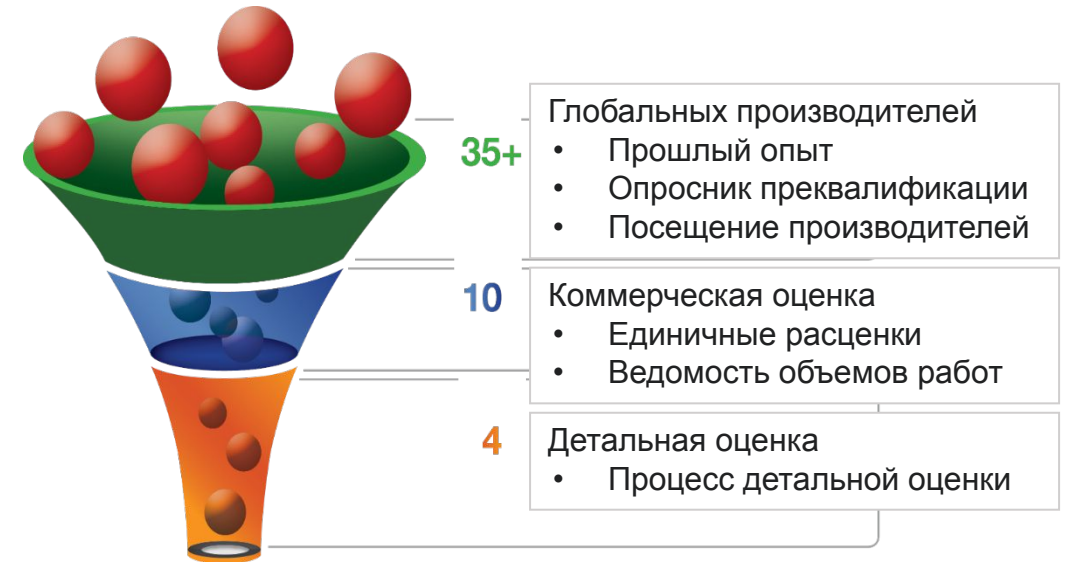 35+
Глобальных производителей
• Прошлый опыт
• Опросник преквалификации
• Посещение производителей
10
Коммерческая оценка
• Единичные расценки
• Ведомость объемов работ
4
Детальная оценка
• Процесс детальной оценки